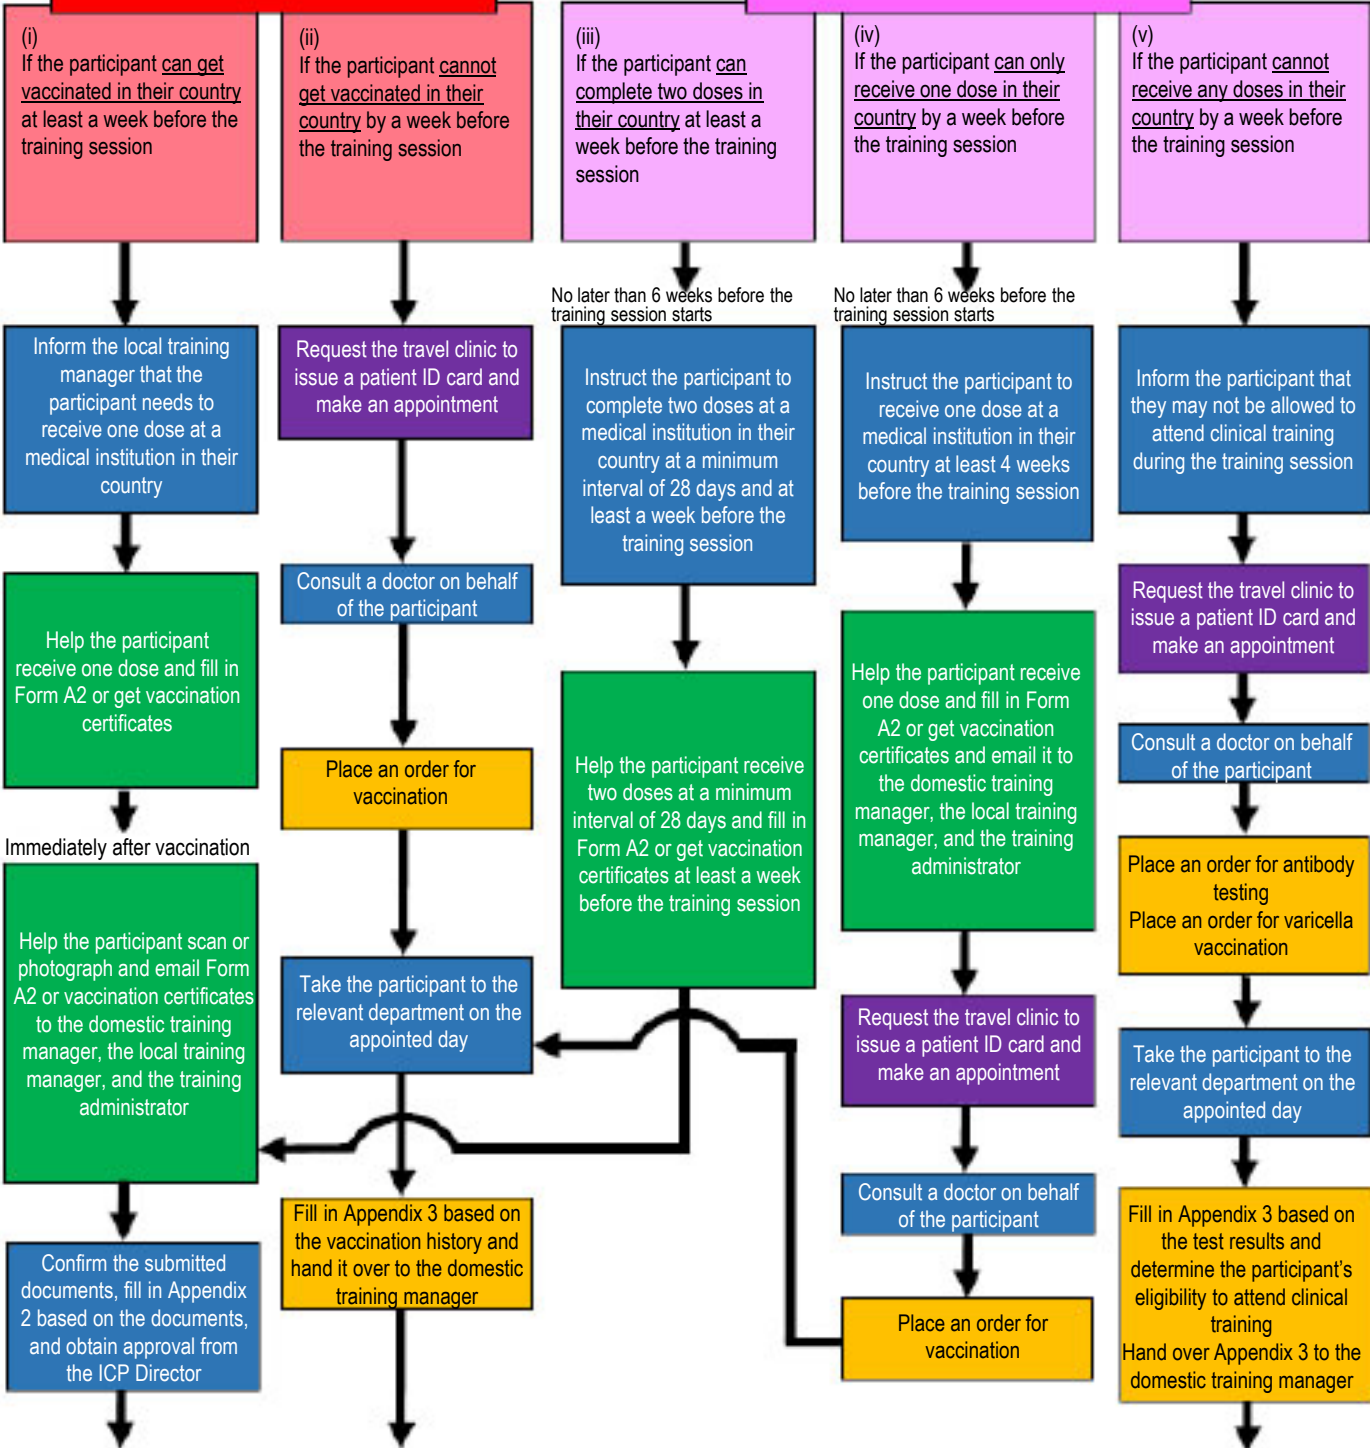 (i)
If the participant can get
vaccinated in their country
at least a week before the
training session
(ii)
If the participant cannot
get vaccinated in their
country by a week before
the training session
(iii)
If the participant can
complete two doses in
their country at least a
week before the training
session
(iv)
If the participant can only
receive one dose in their
country by a week before
the training session
(v)
If the participant cannot
receive any doses in their
country by a week before
the training session
Inform the local training
manager that the
participant needs to
receive one dose at a
medical institution in their
country
Help the participant
receive one dose and fill in
Form A2 or get vaccination
certificates
Immediately after vaccination
Help the participant scan or
photograph and email Form
A2 or vaccination certificates
to the domestic training
manager, the local training
manager, and the training
administrator
Confirm the submitted
documents, fill in Appendix
2 based on the documents,
and obtain approval from
the ICP Director
Request the travel clinic to
issue a patient ID card and
make an appointment
Consult a doctor on behalf
of the participant
Place an order for
vaccination
Take the participant to the
relevant department on the
appointed day
Fill in Appendix 3 based on
the vaccination history and
hand it over to the domestic
training manager
No later than 6 weeks before the
training session starts
Instruct the participant to
complete two doses at a
medical institution in their
country at a minimum
interval of 28 days and at
least a week before the
training session
Help the participant receive
two doses at a minimum
interval of 28 days and fill in
Form A2 or get vaccination
certificates at least a week
before the training session
No later than 6 weeks before the
training session starts
Instruct the participant to
receive one dose at a
medical institution in their
country at least 4 weeks
before the training session
Help the participant receive
one dose and fill in Form
A2 or get vaccination
certificates and email it to
the domestic training
manager, the local training
manager, and the training
administrator
Request the travel clinic to
issue a patient ID card and
make an appointment
Consult a doctor on behalf
of the participant
Place an order for
vaccination
Inform the participant that
they may not be allowed to
attend clinical training
during the training session
Request the travel clinic to
issue a patient ID card and
make an appointment
Consult a doctor on behalf
of the participant
Place an order for antibody
testing
Place an order for varicella
vaccination
Take the participant to the
relevant department on the
appointed day
Fill in Appendix 3 based on
the test results and
determine the participant's
eligibility to attend clinical
training
Hand over Appendix 3 to the
domestic training manager